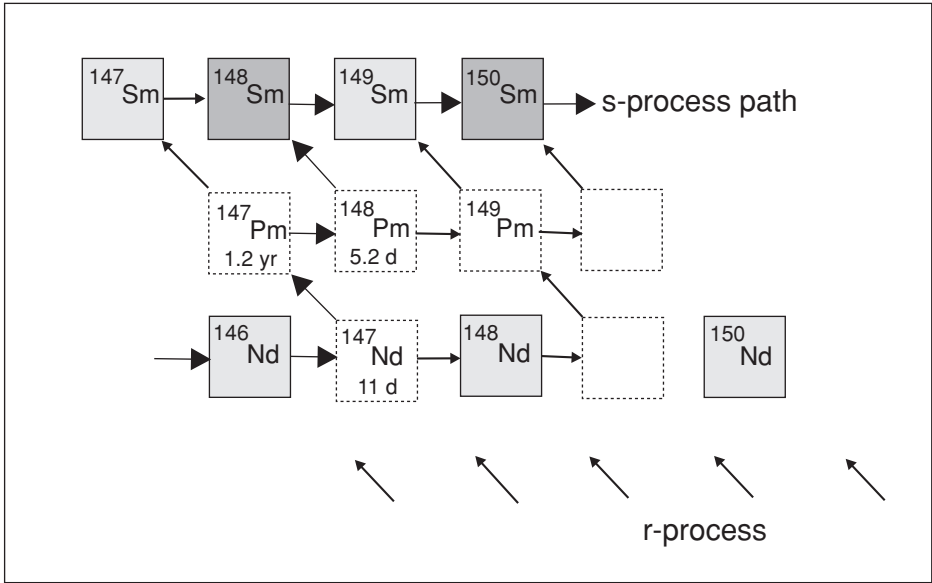 147Sm 148Sm 149Sm 150Sm s-process path
147Pm 148Pm 149Pm
1.2 yr 5.2 d
146Nd 147Nd 148Nd 150Nd
11 d
r-process